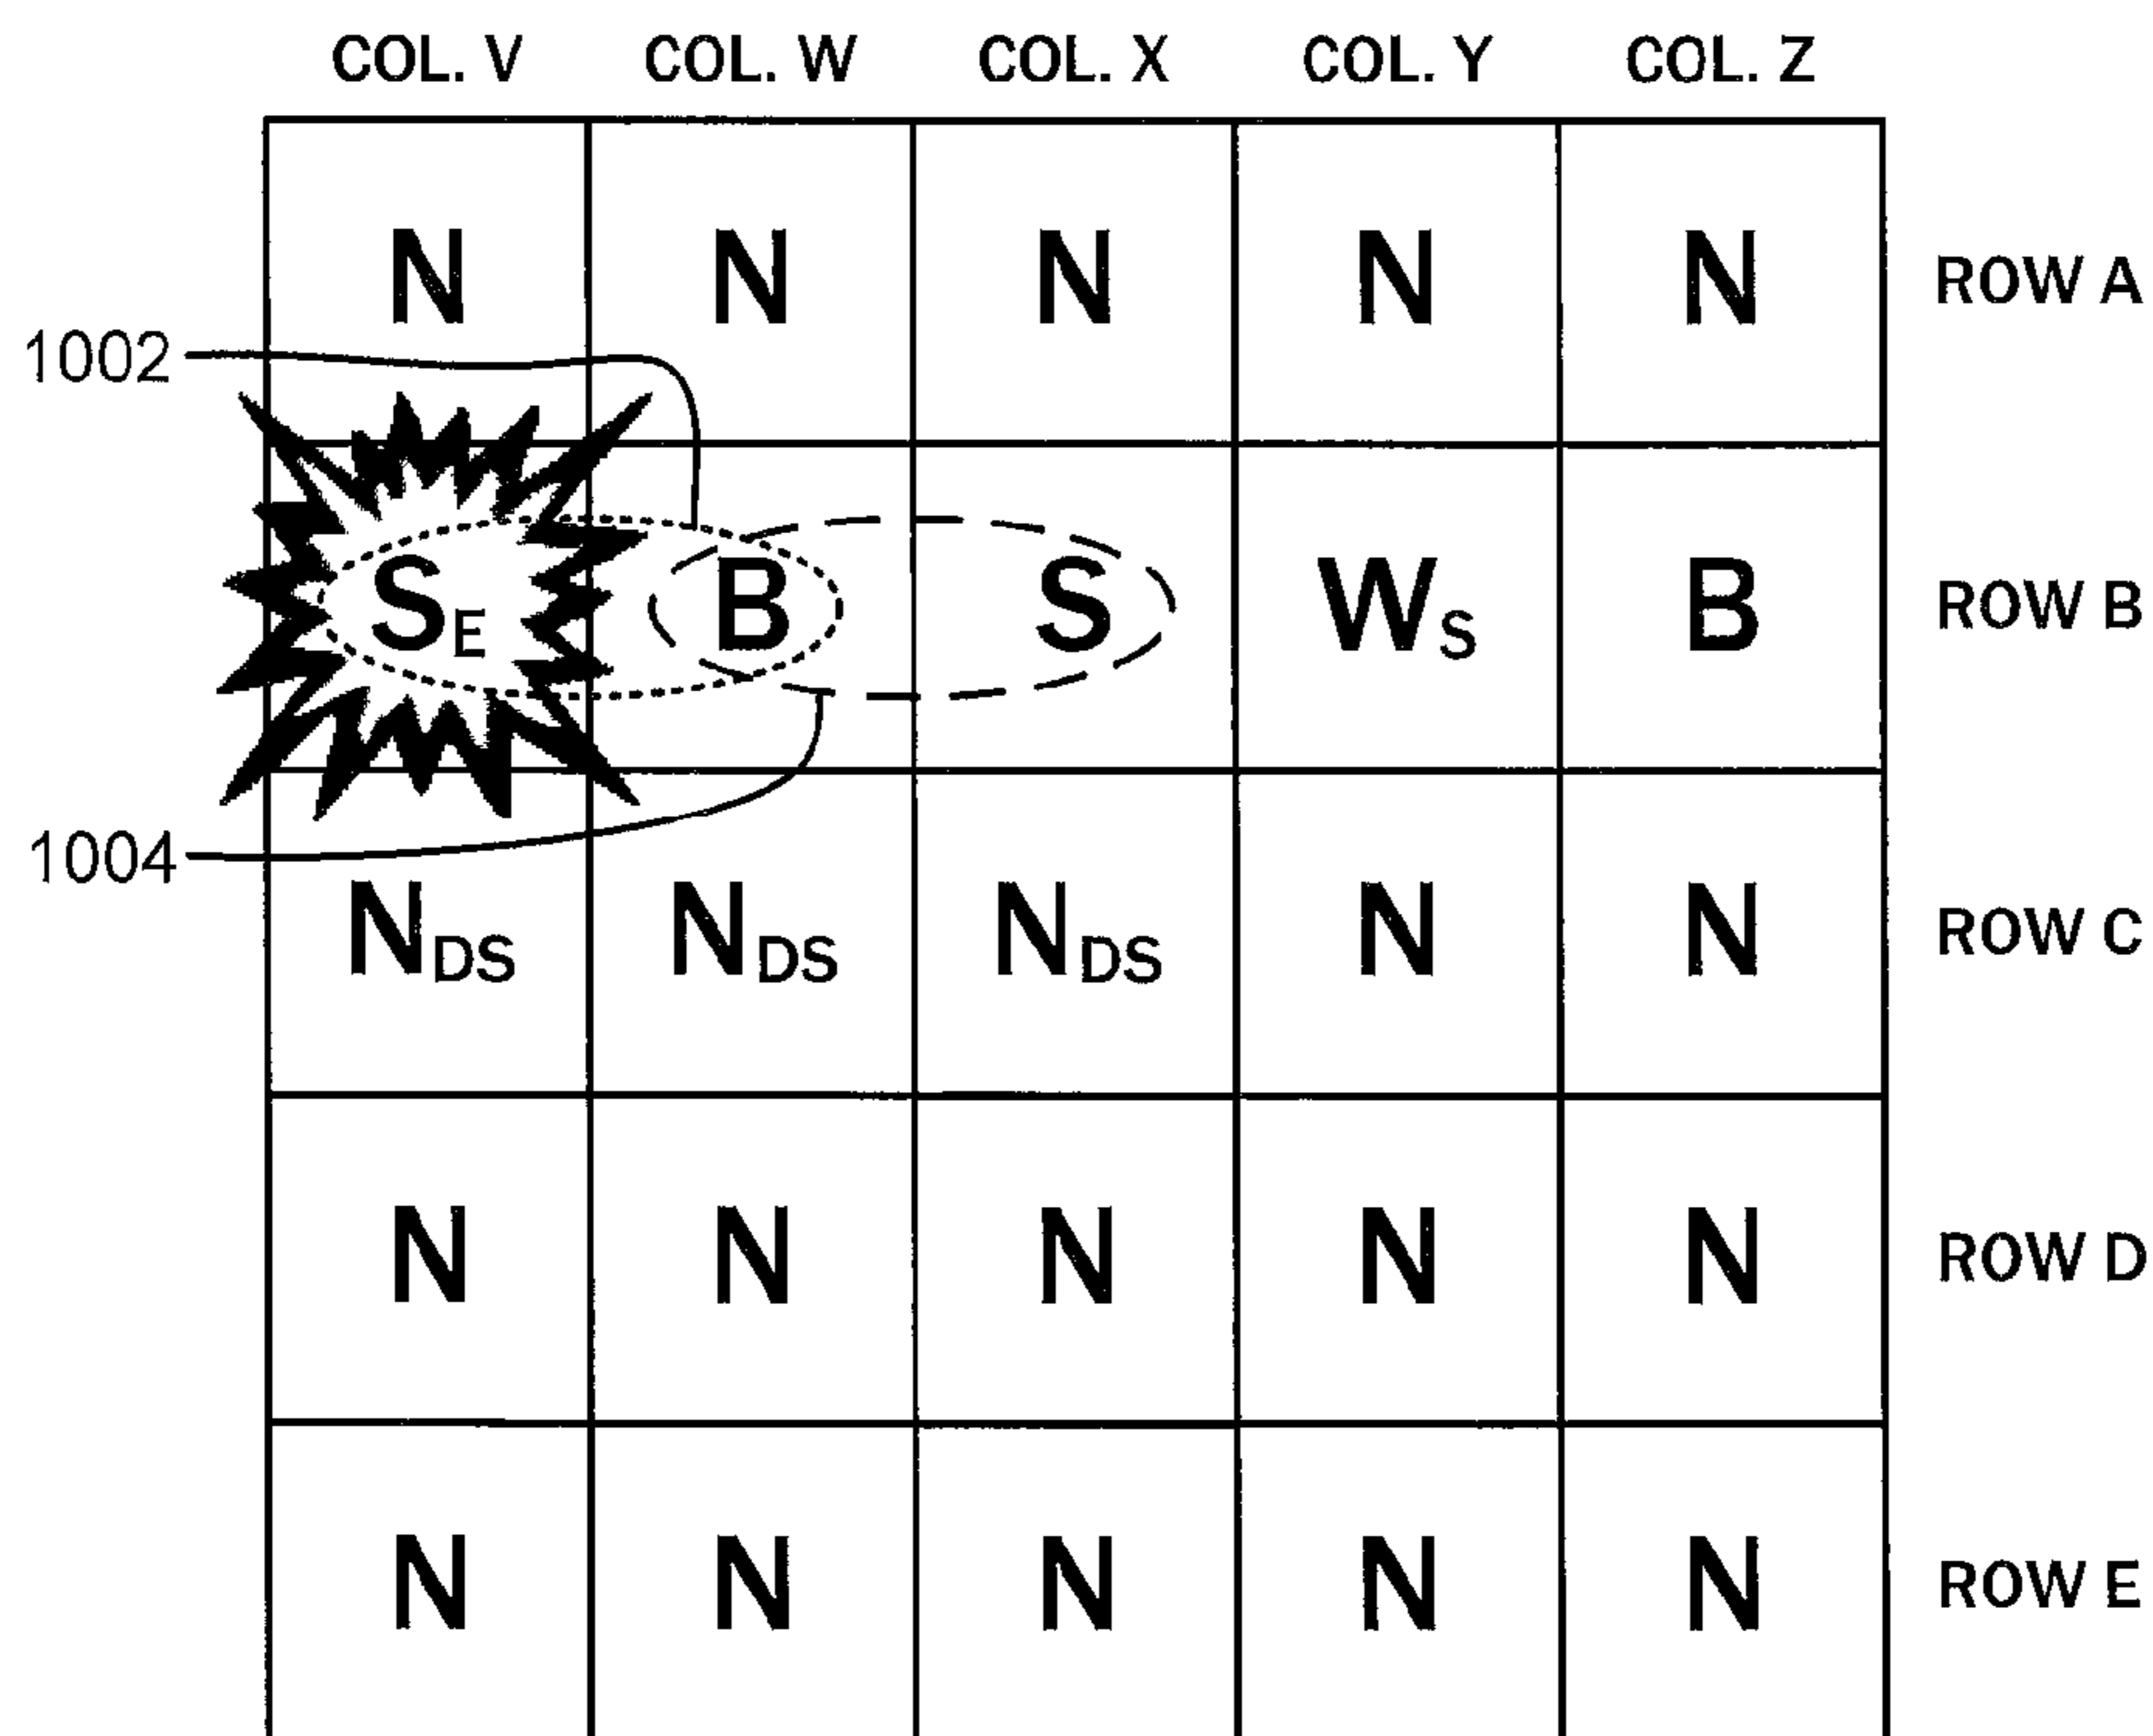 COL. V COL. W COL. X COL. Y COL. Z
N N N N N ROW A
1002
SE B S WS B ROW B
1004
NDS NDS NDS N N ROW C
N N N N N ROW D
N N N N N ROW E